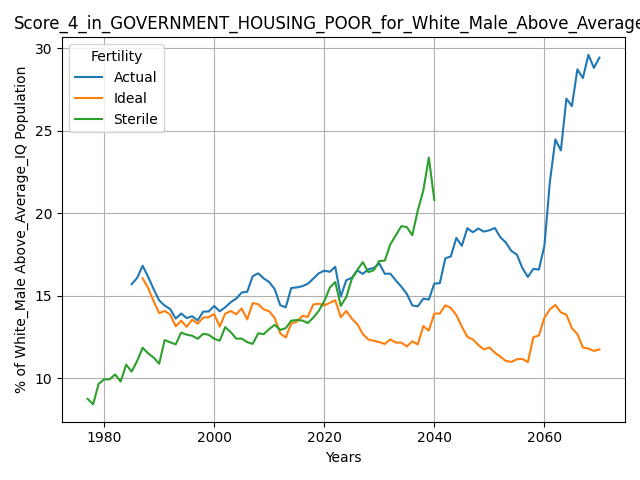 Score_4_in_GOVERNMENT_HOUSING_POOR_for_White_Male_Above_Average
Fertility
Actual
Ideal
Sterile
% of White_Male Above_Average_IQ Population
30
25
20
15
10
1980 2000 2020 2040 2060
Years